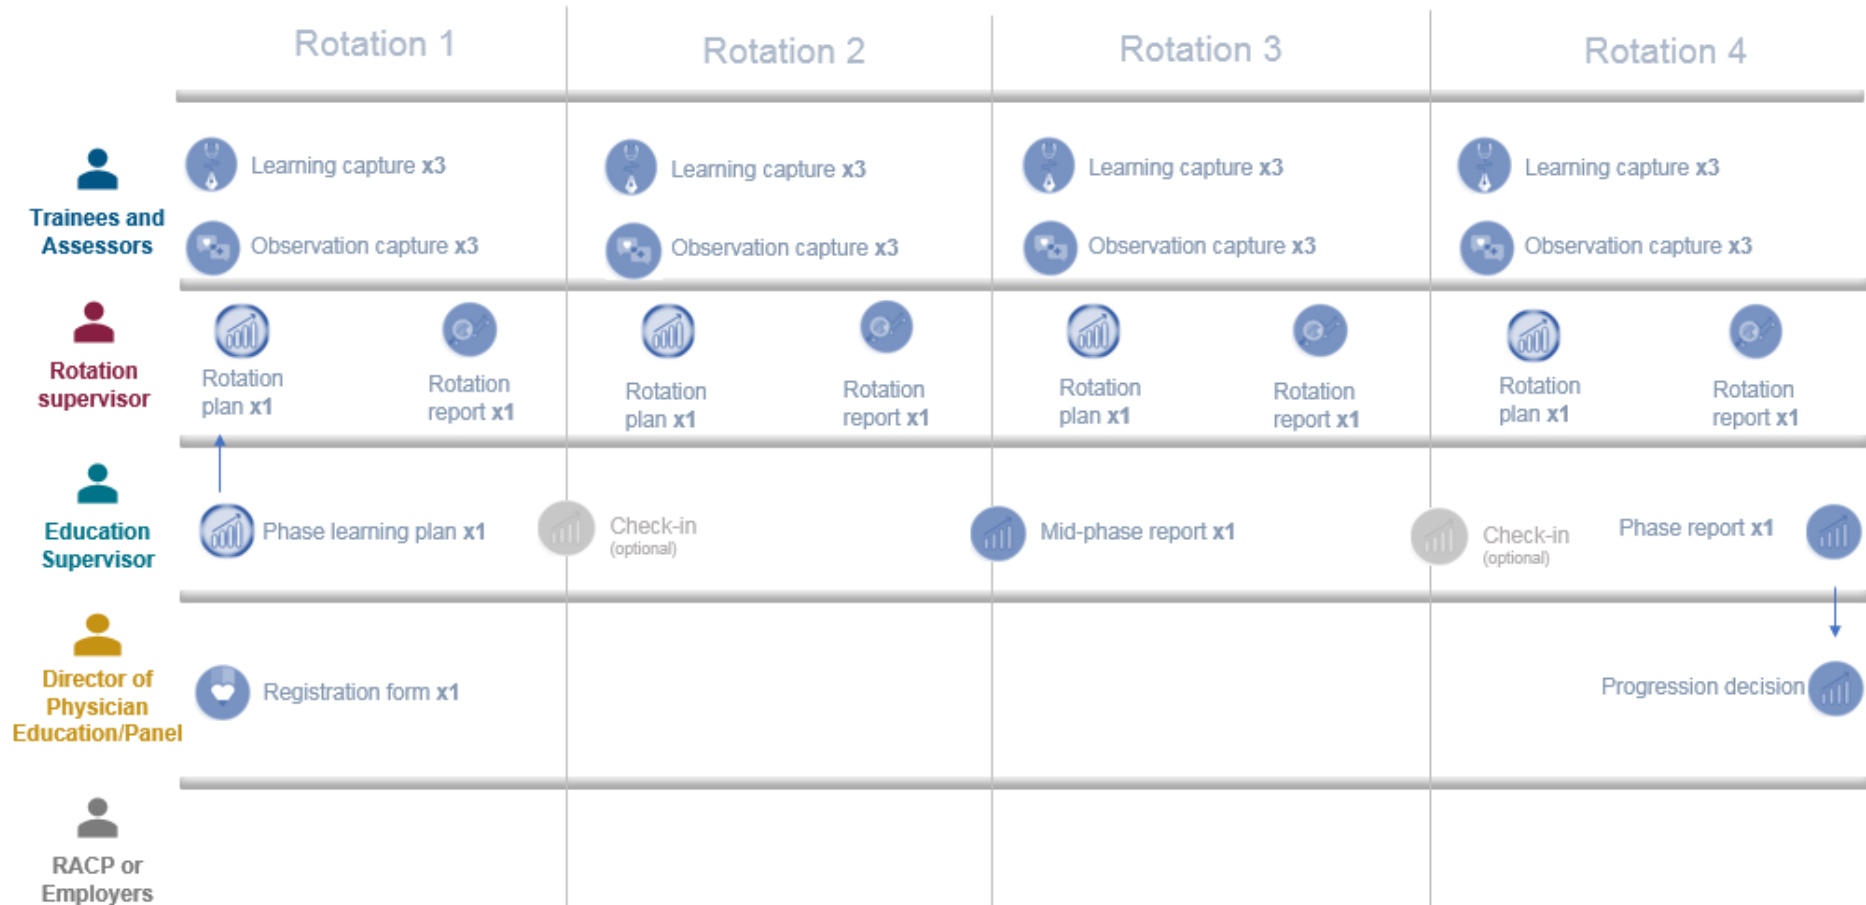 Rotation 1
Rotation 2
Rotation 3
Rotation 4
Trainees and
Assessors
Learning capture x3
Learning capture x3
Learning capture x3
Learning capture x3
Observation capture x3
Observation capture x3
Observation capture x3
Observation capture x3
Rotation
supervisor
Rotation
plan x1
Rotation
report x1
Rotation
plan x1
Rotation
report x1
Rotation
plan x1
Rotation
report x1
Rotation
plan x1
Rotation
report x1
Education
Supervisor
Phase learning plan x1
Check-in
(optional)
Mid-phase report x1
Check-in
(optional)
Phase report x1
Director of
Physician
Education/Panel
Registration form x1
Progression decision
RACP or
Employers